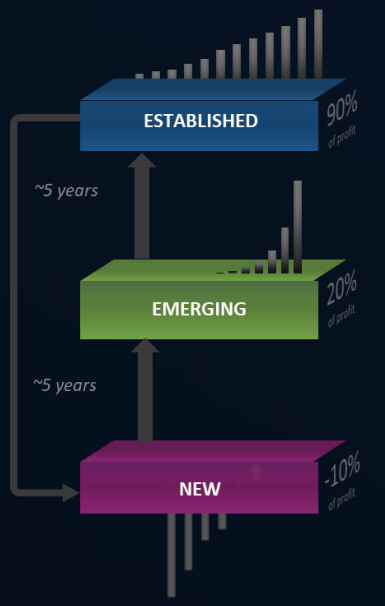 ESTABLISHED
90%
of profit
~5 years
EMERGING
20%
of profit
~5 years
NEW
-10%
of profit